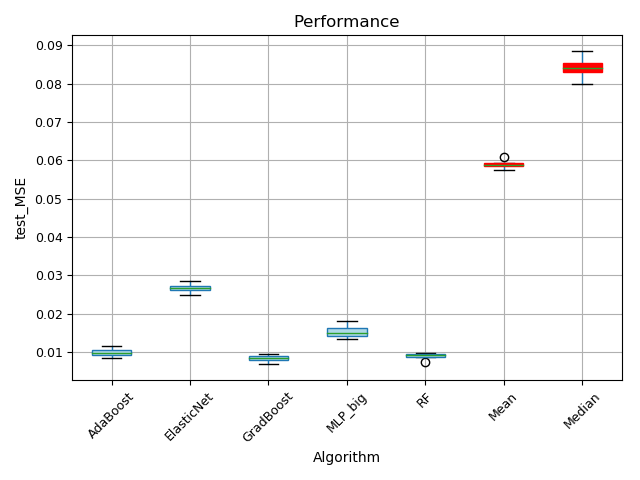 Performance
test_MSE
0.09
0.08
0.07
0.06
0.05
0.04
0.03
0.02
0.01
AdaBoost
ElasticNet
GradBoost
MLP_big
RF
Mean
Median
Algorithm